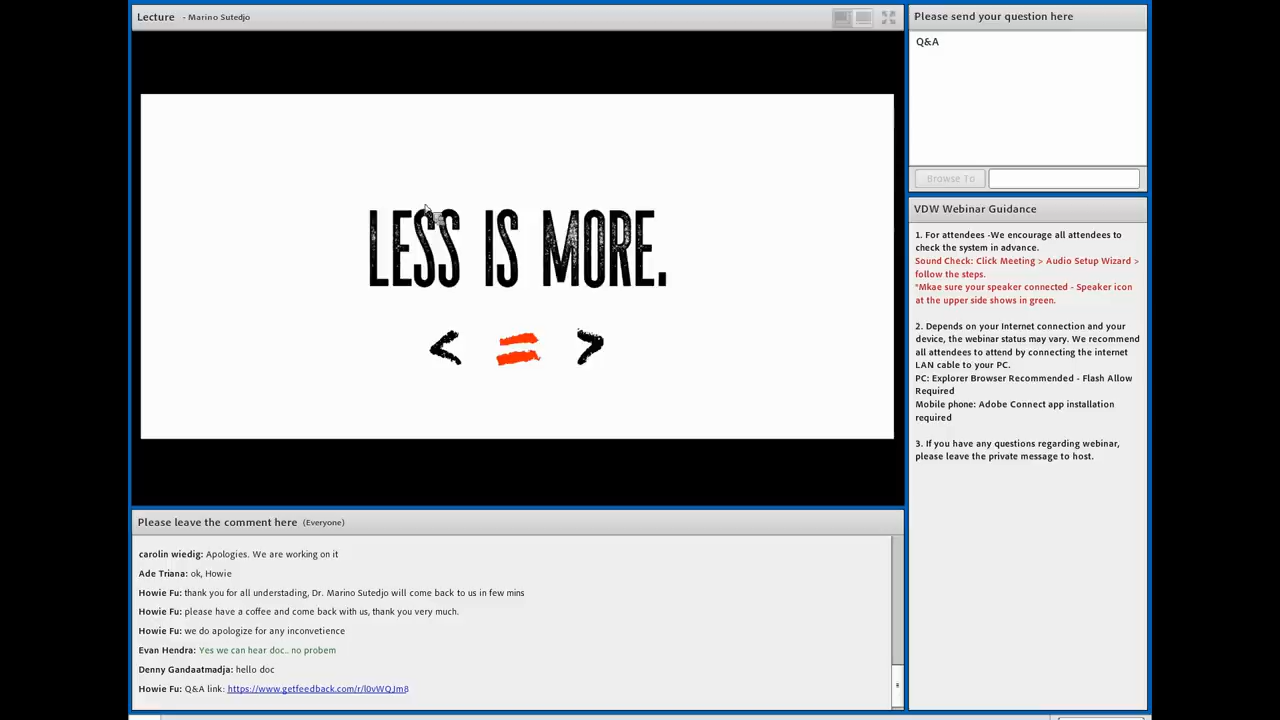 Lecture - Marino Sutedjo
LESS IS MORE.
< = >
Please send your question here
Q&A
Browse To
VDW Webinar Guidance
1. For attendees -We encourage all attendees to
check the system in advance.
Sound Check: Click Meeting > Audio Setup Wizard >
follow the steps.
*Mkae sure your speaker connected - Speaker icon
at the upper side shows in green.
2. Depends on your Internet connection and your
device, the webinar status may vary. We recommend
all attendees to attend by connecting the internet
LAN cable to your PC.
PC: Explorer Browser Recommended - Flash Allow
Required
Mobile phone: Adobe Connect app installation
required
3. If you have any questions regarding webinar,
please leave the private message to host.
Please leave the comment here (Everyone)
carolin wiedig: Apologies. We are working on it
Ade Triana: ok, Howie
Howie Fu: thank you for all understading, Dr. Marino Sutedjo will come back to us in few mins
Howie Fu: please have a coffee and come back with us, thank you very much.
Howie Fu: we do apologize for any inconvetience
Evan Hendra: Yes we can hear doc.. no probem
Denny Gandaatmadja: hello doc
Howie Fu: Q&A link: https://www.getfeedback.com/r/l0vWQJm8